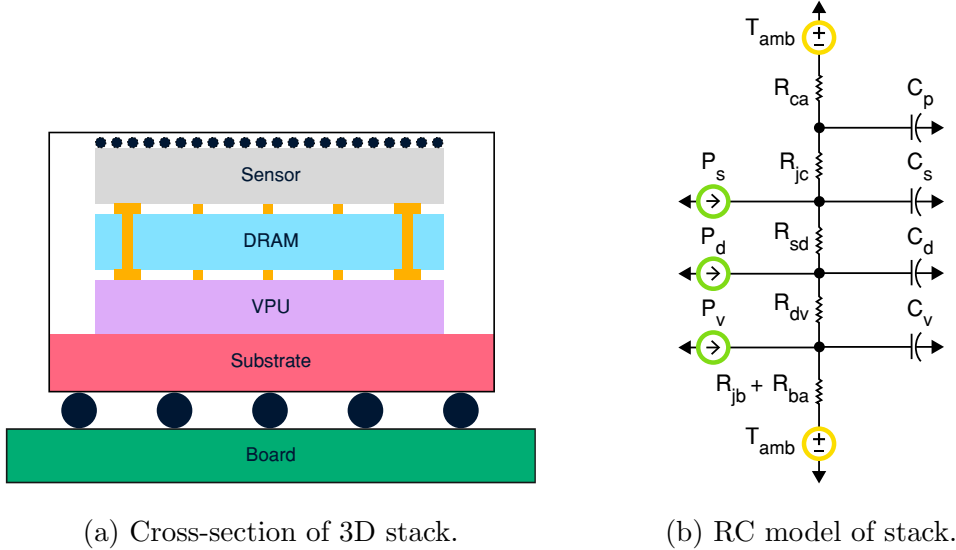 Sensor
DRAM
VPU
Substrate
Board
(a) Cross-section of 3D stack.
T_amb
+
−
R_ca
C_p
P_s
R_jc
C_s
P_d
R_sd
C_d
P_v
R_dv
C_v
R_jb + R_ba
T_amb
+
−
(b) RC model of stack.